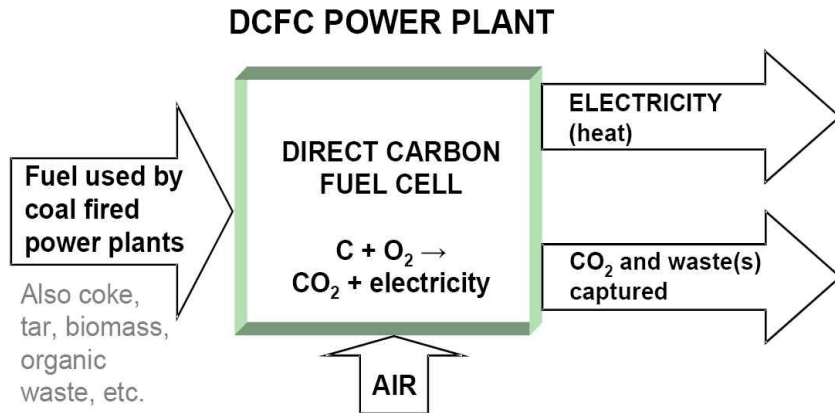 DCFC POWER PLANT
Fuel used by
coal fired
power plants
Also coke,
tar, biomass,
organic
waste, etc.
DIRECT CARBON
FUEL CELL
C + O₂ →
CO₂ + electricity
AIR
ELECTRICITY
(heat)
CO₂ and waste(s)
captured